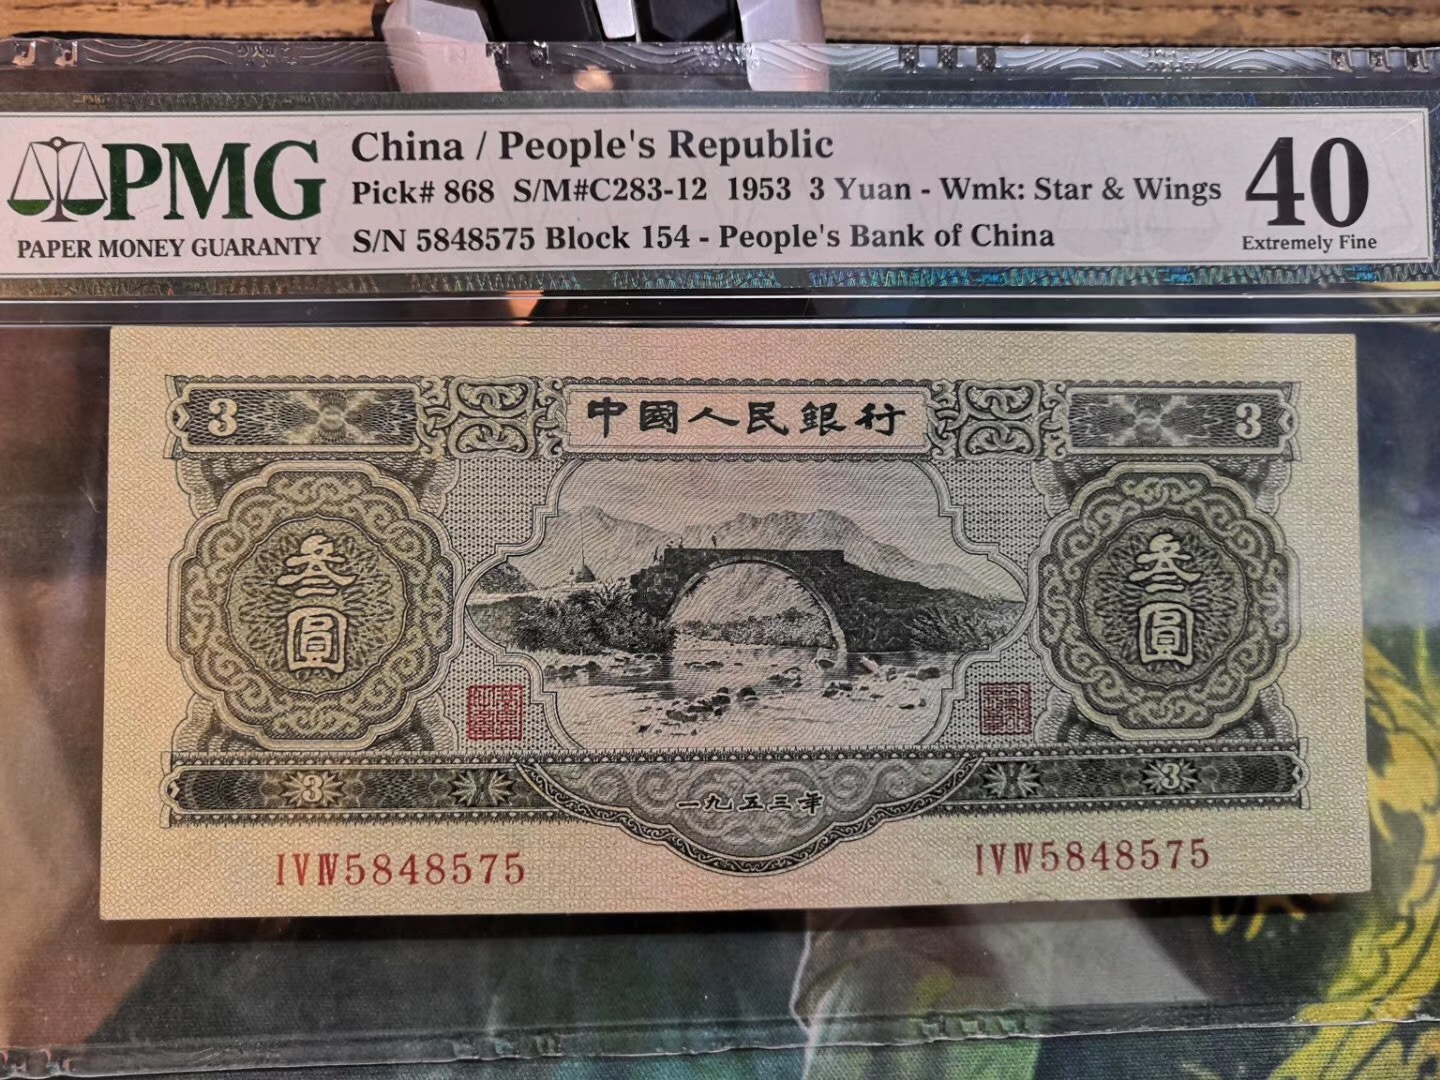 PMG
PAPER MONEY GUARANTY
China / People's Republic
Pick# 868 S/M#C283-12 1953 3 Yuan - Wmk: Star & Wings
S/N 5848575 Block 154 - People's Bank of China
40
Extremely Fine
3 中國人民銀行 3
叁圓 叁圓
3 3
一九五三年
IVⅣ5848575 IVⅣ5848575